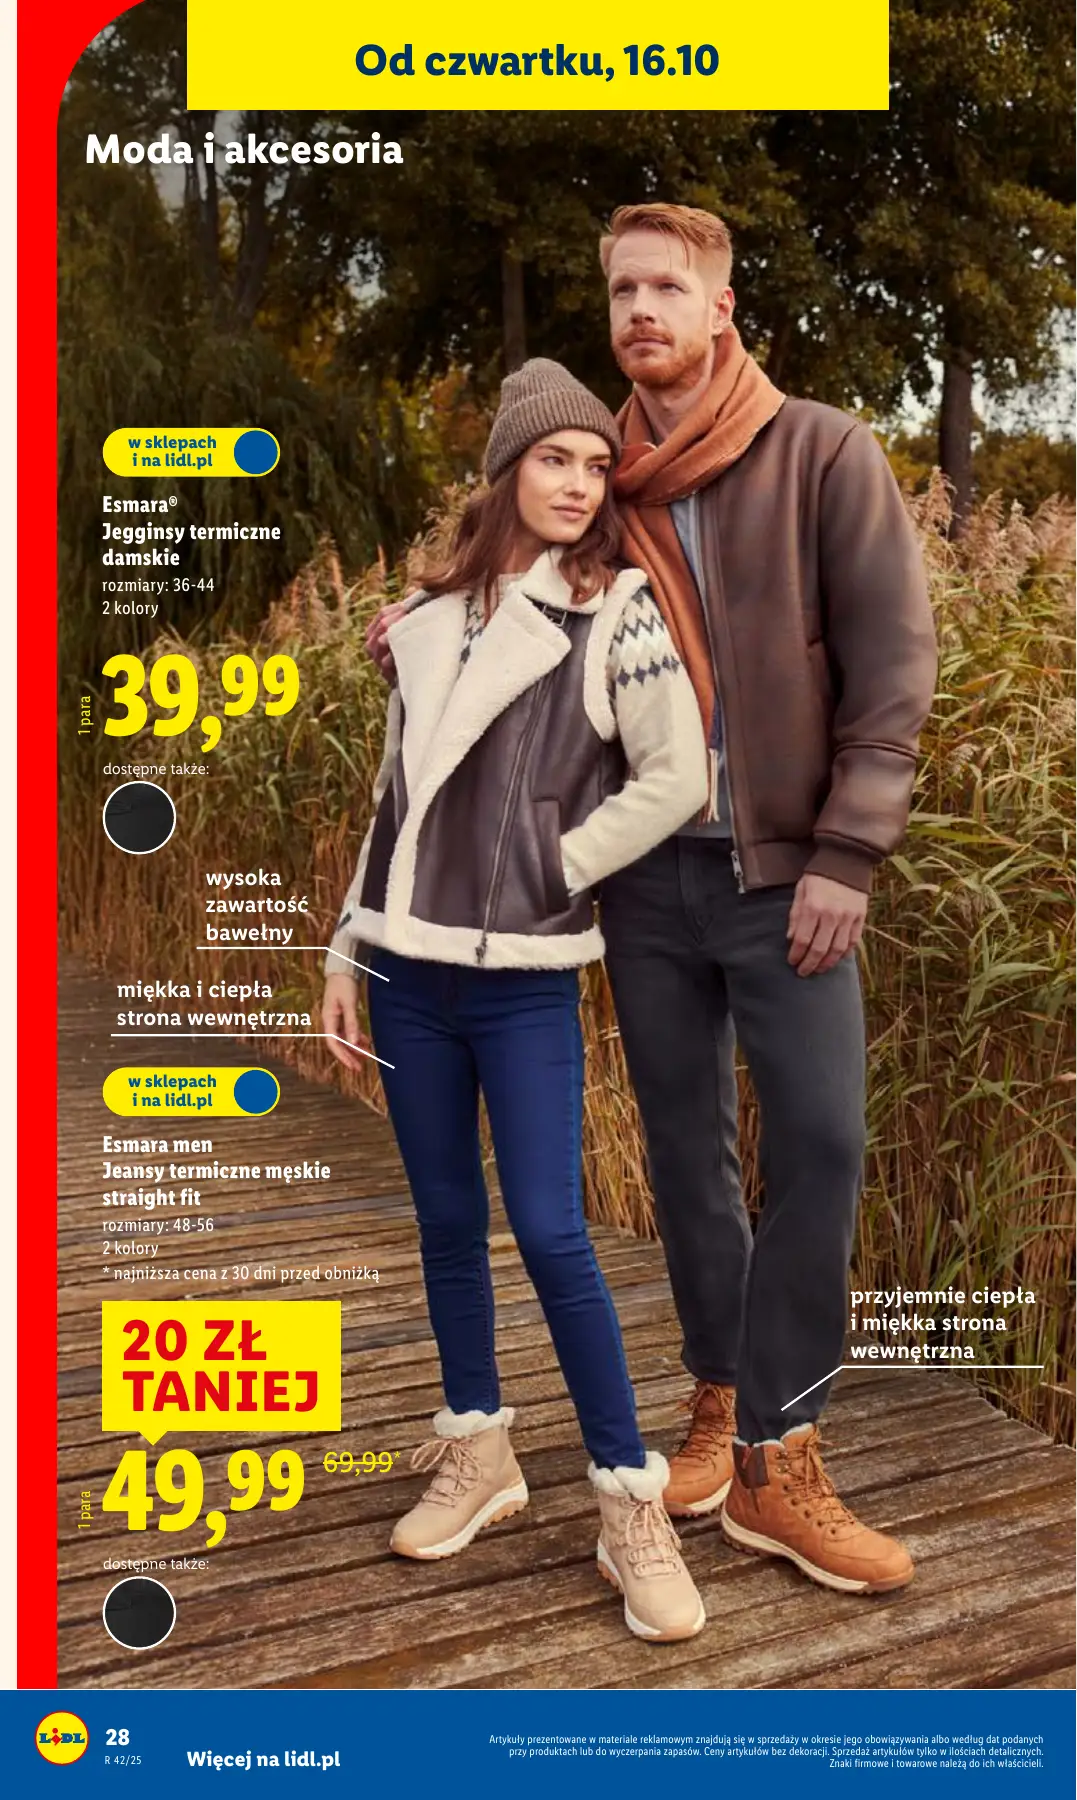 Od czwartku, 16.10
Moda i akcesoria
w sklepach
i na lidl.pl
Esmara®
Jegginsy termiczne
damskie
rozmiary: 36-44
2 kolory
1 para
39,99
dostępne także:
wysoka
zawartość
bawełny
miękka i ciepła
strona wewnętrzna
w sklepach
i na lidl.pl
Esmara men
Jeansy termiczne męskie
straight fit
rozmiary: 48-56
2 kolory
* najniższa cena z 30 dni przed obniżką
20 ZŁ
TANIEJ
1 para
49,99
69,99*
dostępne także:
przyjemnie ciepła
i miękka strona
wewnętrzna
LIDL
28
R 42/25
Więcej na lidl.pl
Artykuły prezentowane w materiale reklamowym znajdują się w sprzedaży w okresie jego obowiązywania albo według dat podanych
przy produktach lub do wyczerpania zapasów. Ceny artykułów bez dekoracji. Sprzedaż artykułów tylko w ilościach detalicznych.
Znaki firmowe i towarowe należą do ich właścicieli.